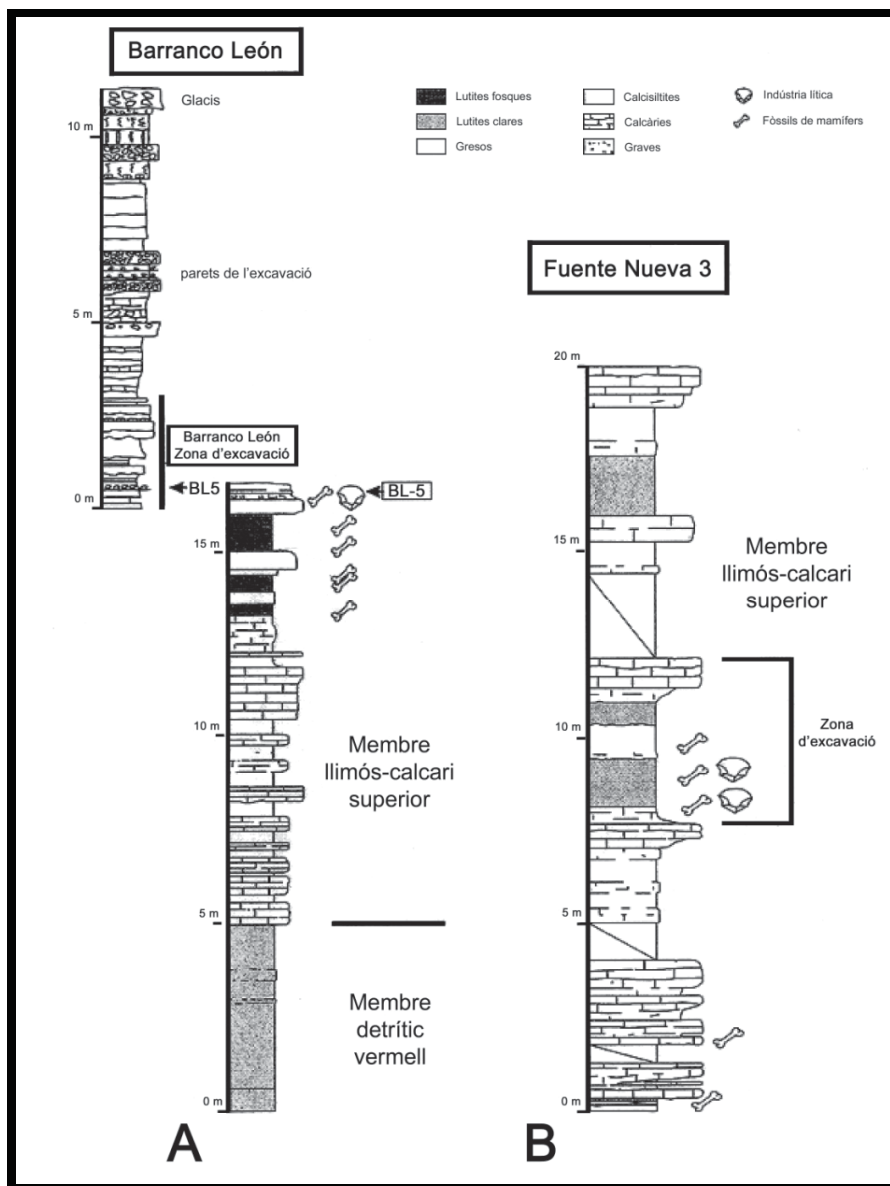 Barranco León
Glacis
10 m
parets de l'excavació
5 m
Barranco León
Zona d'excavació
0 m
BL5
BL-5
Lutites fosques
Lutites clares
Gresos
Calcisiltites
Calcàries
Graves
Indústria lítica
Fòssils de mamífers
15 m
10 m
Membre
llimós-calcari
superior
5 m
Membre
detrític
vermell
0 m
A
Fuente Nueva 3
20 m
15 m
Membre
llimós-calcari
superior
10 m
Zona
d'excavació
5 m
0 m
B